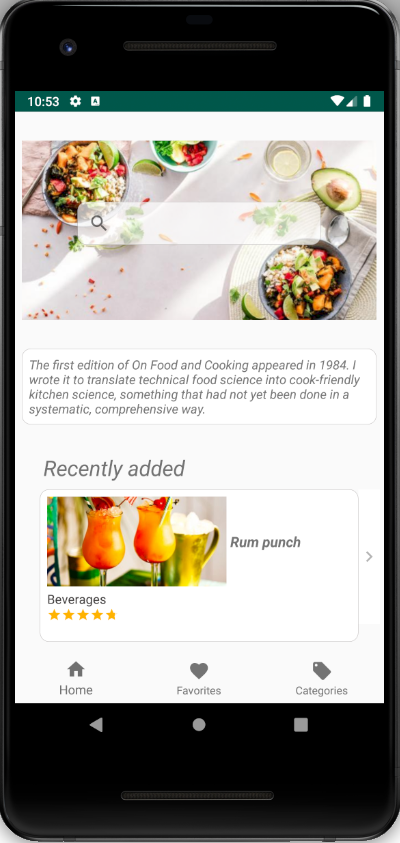 10:53
The first edition of On Food and Cooking appeared in 1984. I
wrote it to translate technical food science into cook-friendly
kitchen science, something that had not yet been done in a
systematic, comprehensive way.
Recently added
Rum punch
Beverages
Home
Favorites
Categories